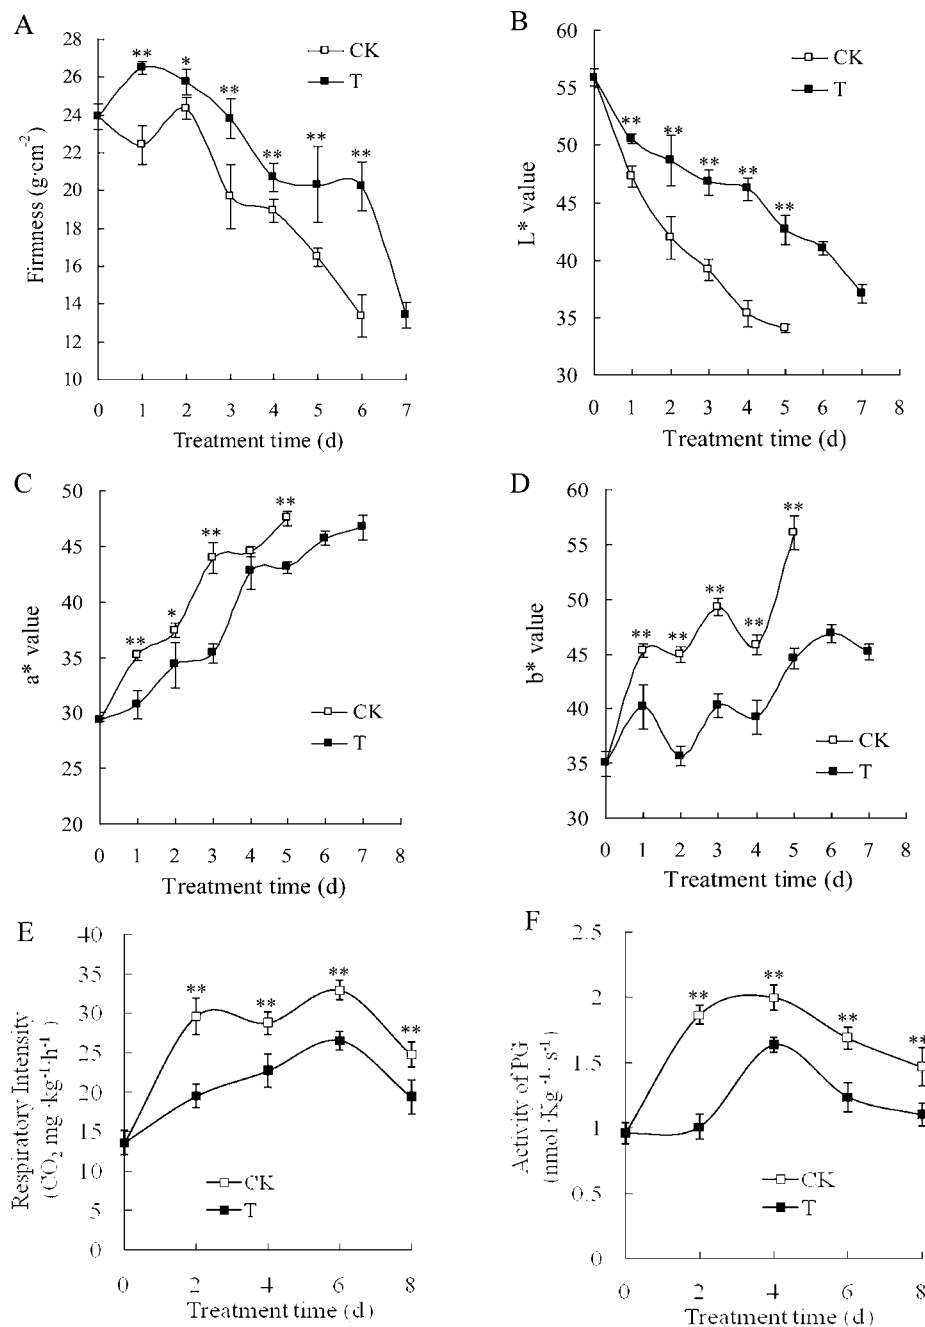 A
28
26
24
22
20
18
16
14
12
10
Firmness (g·cm⁻²)
** * ** ** ** **
CK
T
0 1 2 3 4 5 6 7
Treatment time (d)
B
60
55
50
45
40
35
30
L* value
** ** ** ** **
CK
T
0 1 2 3 4 5 6 7 8
Treatment time (d)
C
50
45
40
35
30
25
20
a* value
** * ** **
CK
T
0 1 2 3 4 5 6 7 8
Treatment time (d)
D
60
55
50
45
40
35
30
b* value
** ** ** ** **
CK
T
0 1 2 3 4 5 6 7 8
Treatment time (d)
E
40
35
30
25
20
15
10
5
0
Respiratory Intensity
(CO₂ mg·kg⁻¹·h⁻¹)
** ** ** **
CK
T
0 2 4 6 8
Treatment time (d)
F
2.5
2
1.5
1
0.5
0
Activity of PG
(nmol·Kg⁻¹·s⁻¹)
** ** ** **
CK
T
0 2 4 6 8
Treatment time (d)